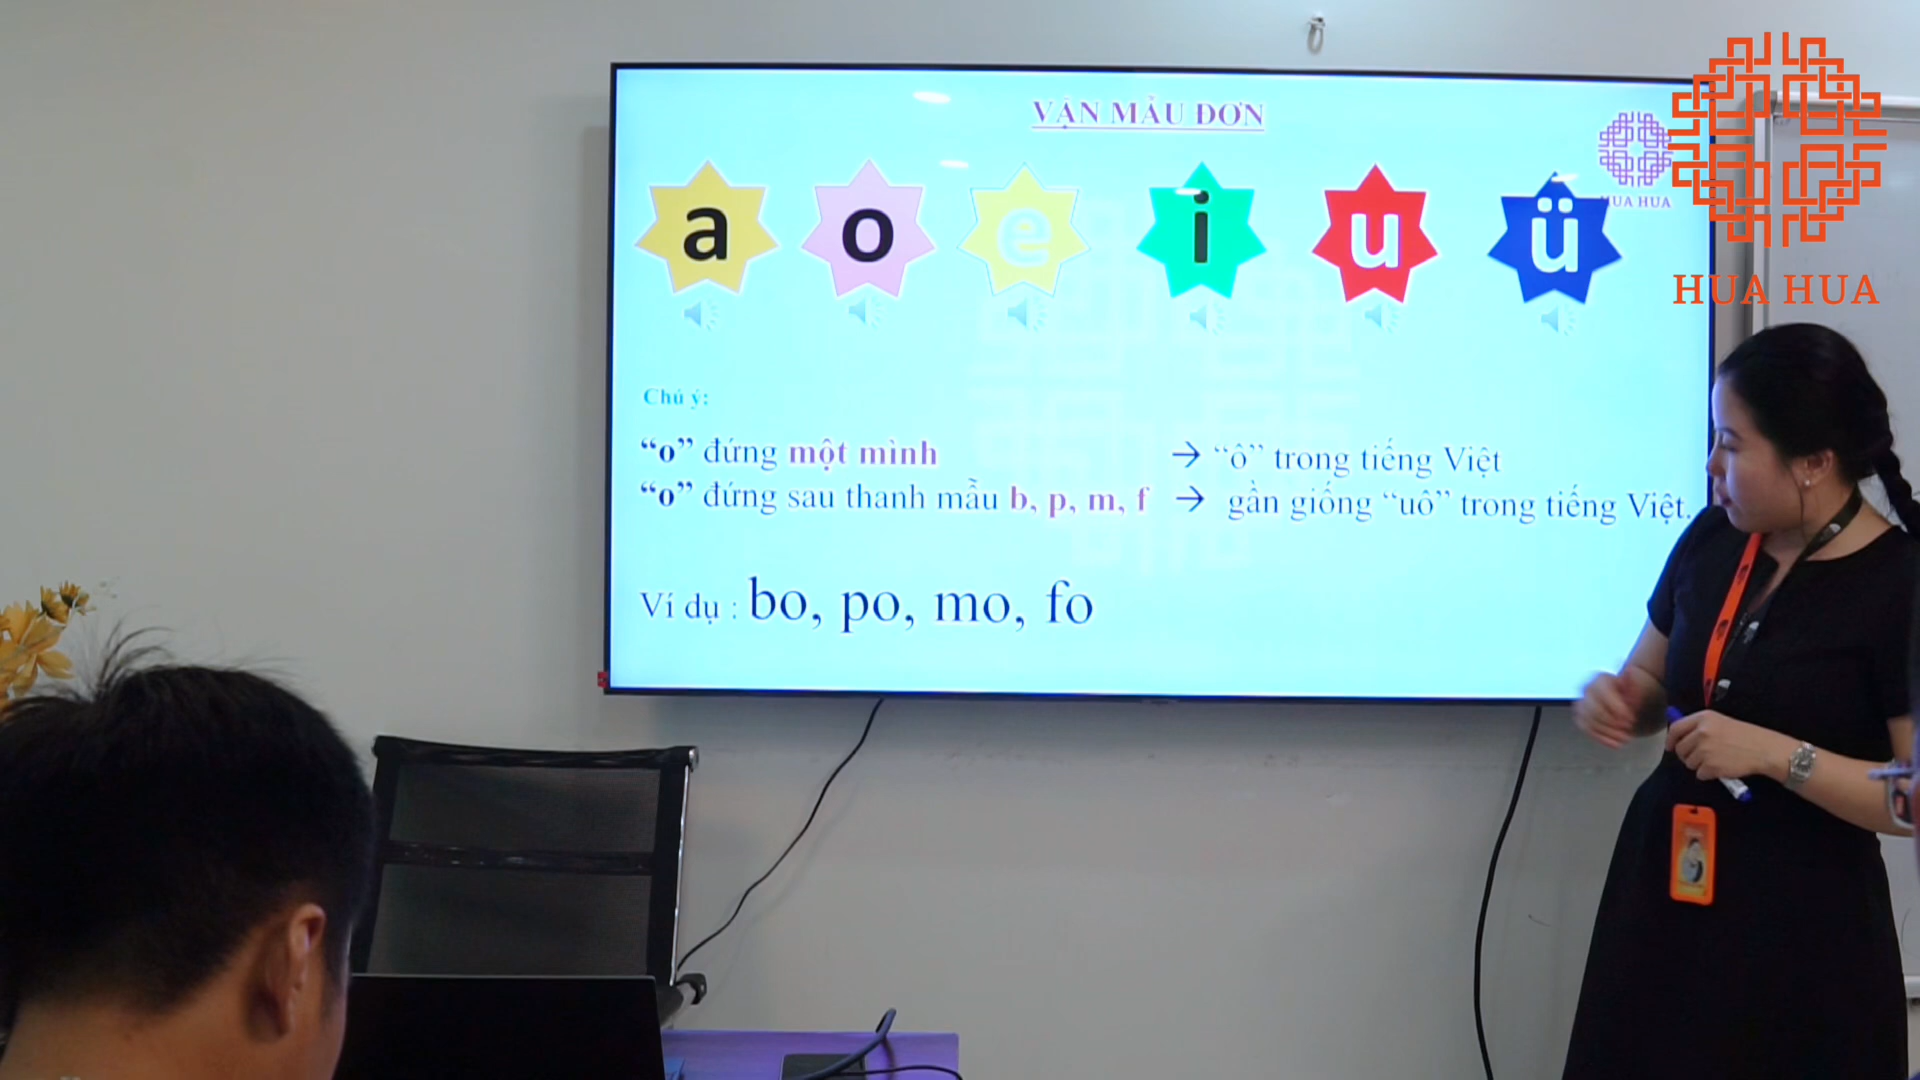 VẬN MẪU ĐƠN
a o e i u ü
HUA HUA
HUA HUA
Chú ý:
“o” đứng một mình → “ô” trong tiếng Việt
“o” đứng sau thanh mẫu b, p, m, f → gần giống “uô” trong tiếng Việt.
Ví dụ : bo, po, mo, fo